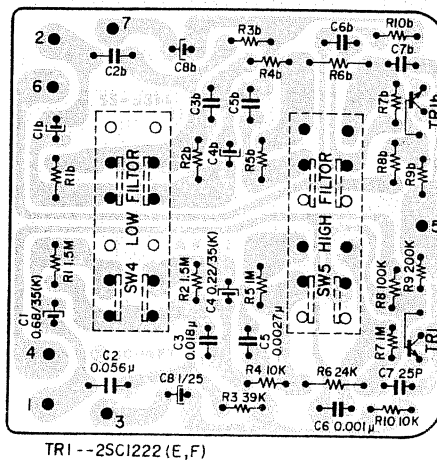 7
2
R3b
C6b
R10b
C7b
C2b
C8b
R4b
R6b
6
C3b
C5b
R7b
TR1b
C1b
R2b
C4b
R5b
R8b
R9b
R1b
SW4 LOW FILTOR
SW5 HIGH FILTOR
5
R1 1.5M
R2 1.5M
C4 0.22/35(K)
R5 1M
R8 100K
R9 200K
C1
0.68/35(K)
C3
0.018μ
C5
0.0027μ
R7 1M
TR1
4
C2
0.056μ
C8 1/25
R4 10K
R6 24K
C7 25P
1
3
R3 39K
C6 0.001μ
R10 10K
TR1--2SC1222(E,F)